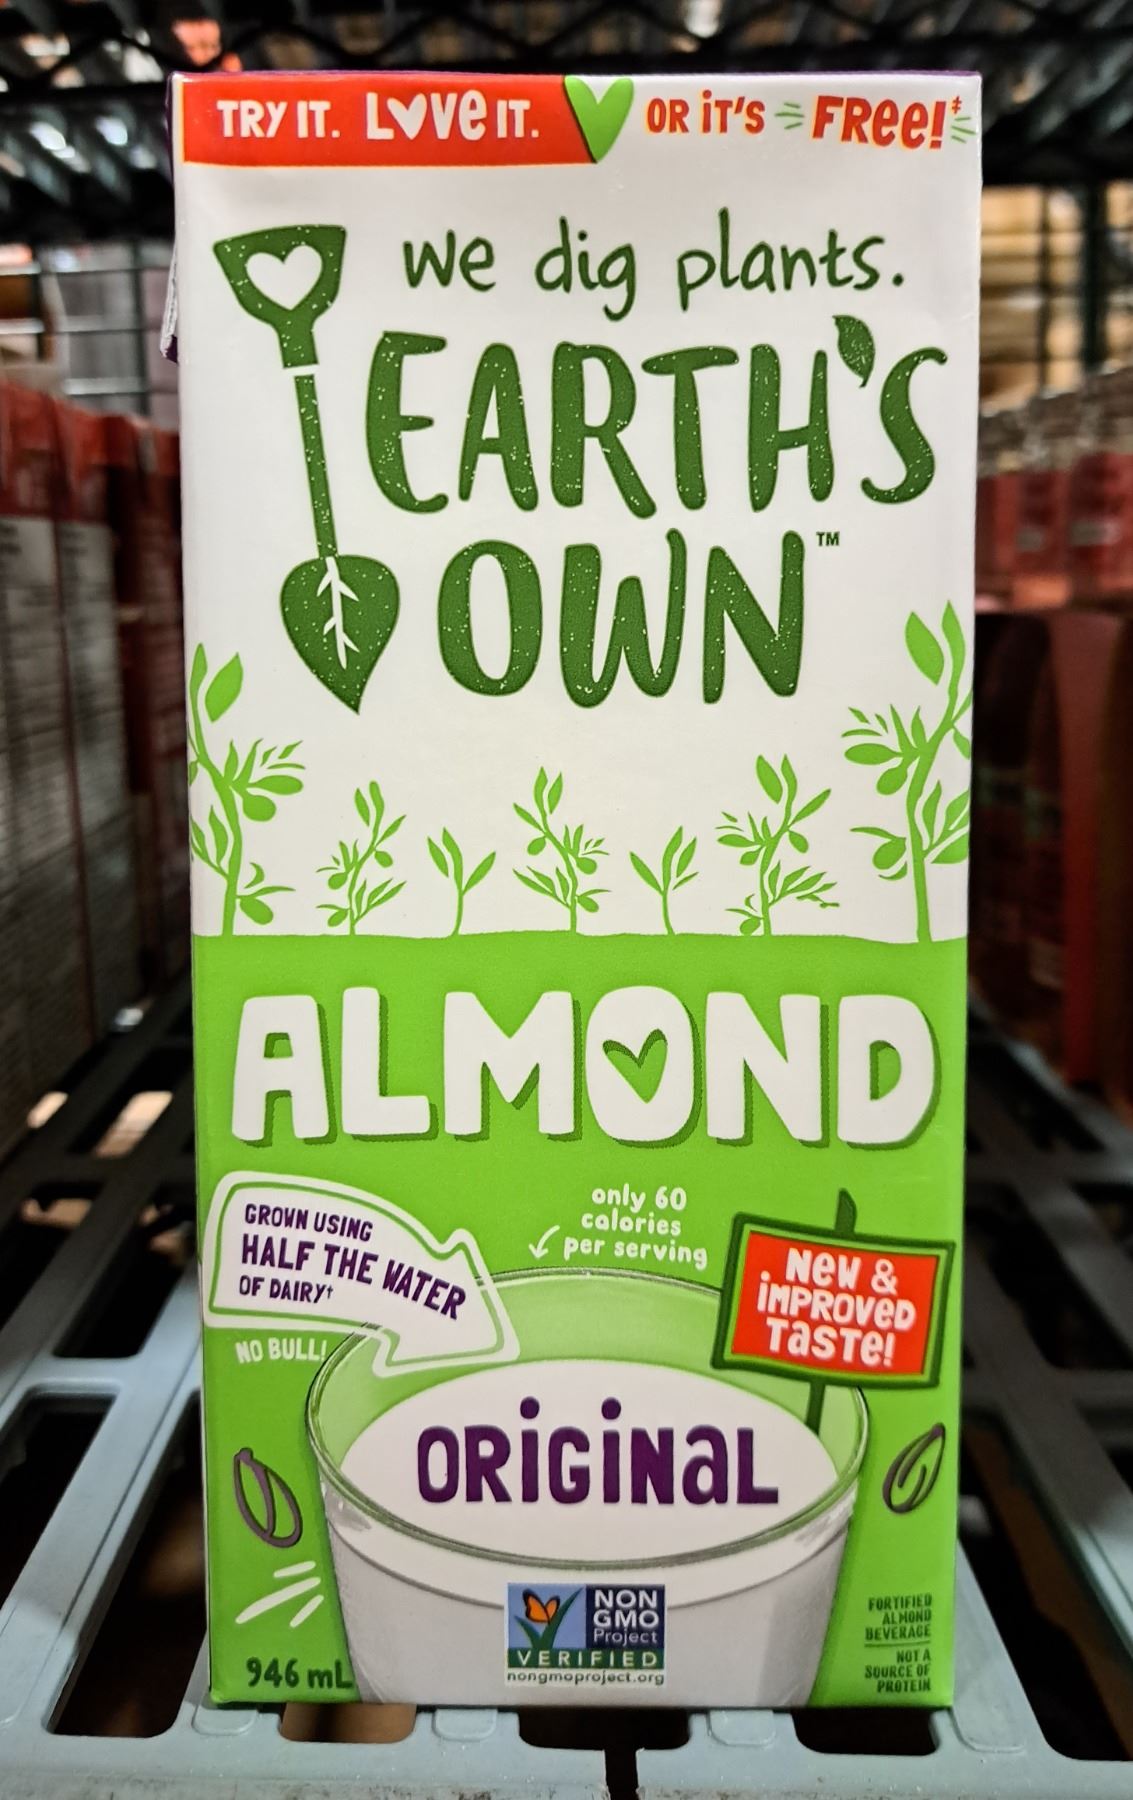 TRY IT. LOVE IT. OR IT'S FREE!‡
we dig plants.
EARTH'S
OWN™
ALMOND
GROWN USING
HALF THE WATER
OF DAIRY†
NO BULL!
only 60
calories
per serving
NEW &
IMPROVED
TASTE!
ORIGINAL
NON
GMO
Project
VERIFIED
nongmoproject.org
946 mL
FORTIFIED
ALMOND
BEVERAGE
NOT A
SOURCE OF
PROTEIN